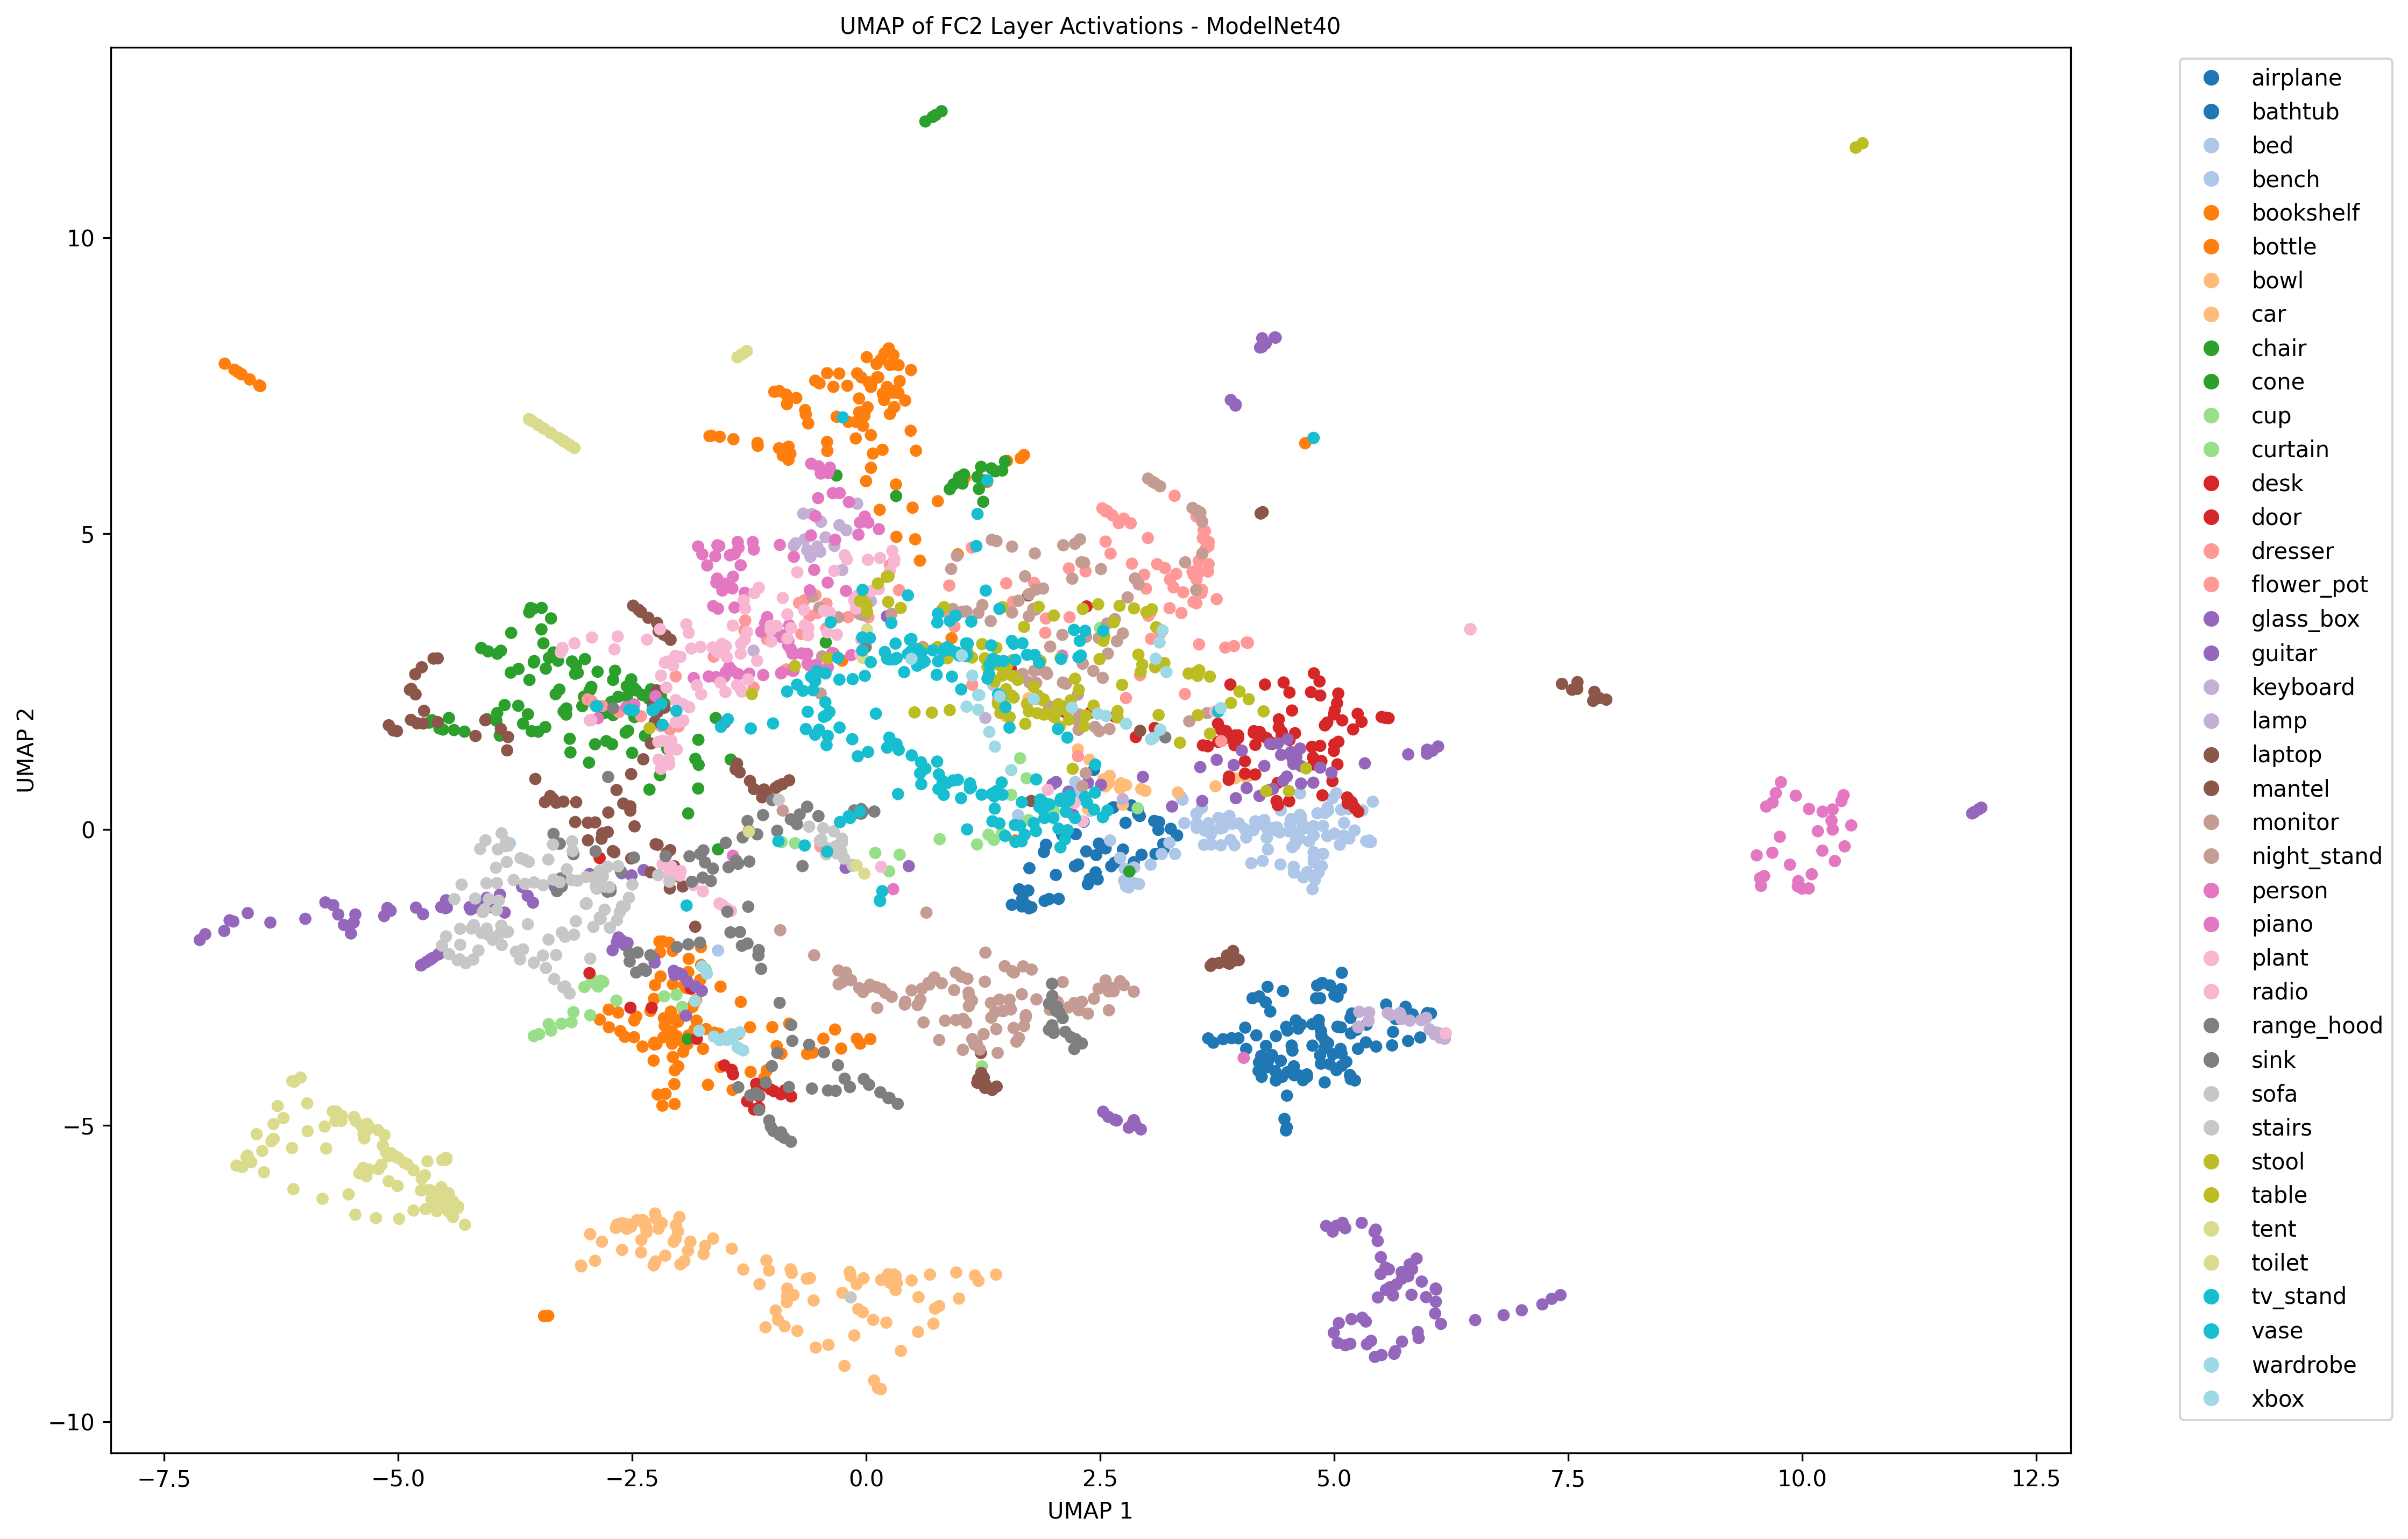 UMAP of FC2 Layer Activations - ModelNet40
10
5
0
−5
−10
UMAP 2
−7.5
−5.0
−2.5
0.0
2.5
5.0
7.5
10.0
12.5
UMAP 1
airplane
bathtub
bed
bench
bookshelf
bottle
bowl
car
chair
cone
cup
curtain
desk
door
dresser
flower_pot
glass_box
guitar
keyboard
lamp
laptop
mantel
monitor
night_stand
person
piano
plant
radio
range_hood
sink
sofa
stairs
stool
table
tent
toilet
tv_stand
vase
wardrobe
xbox